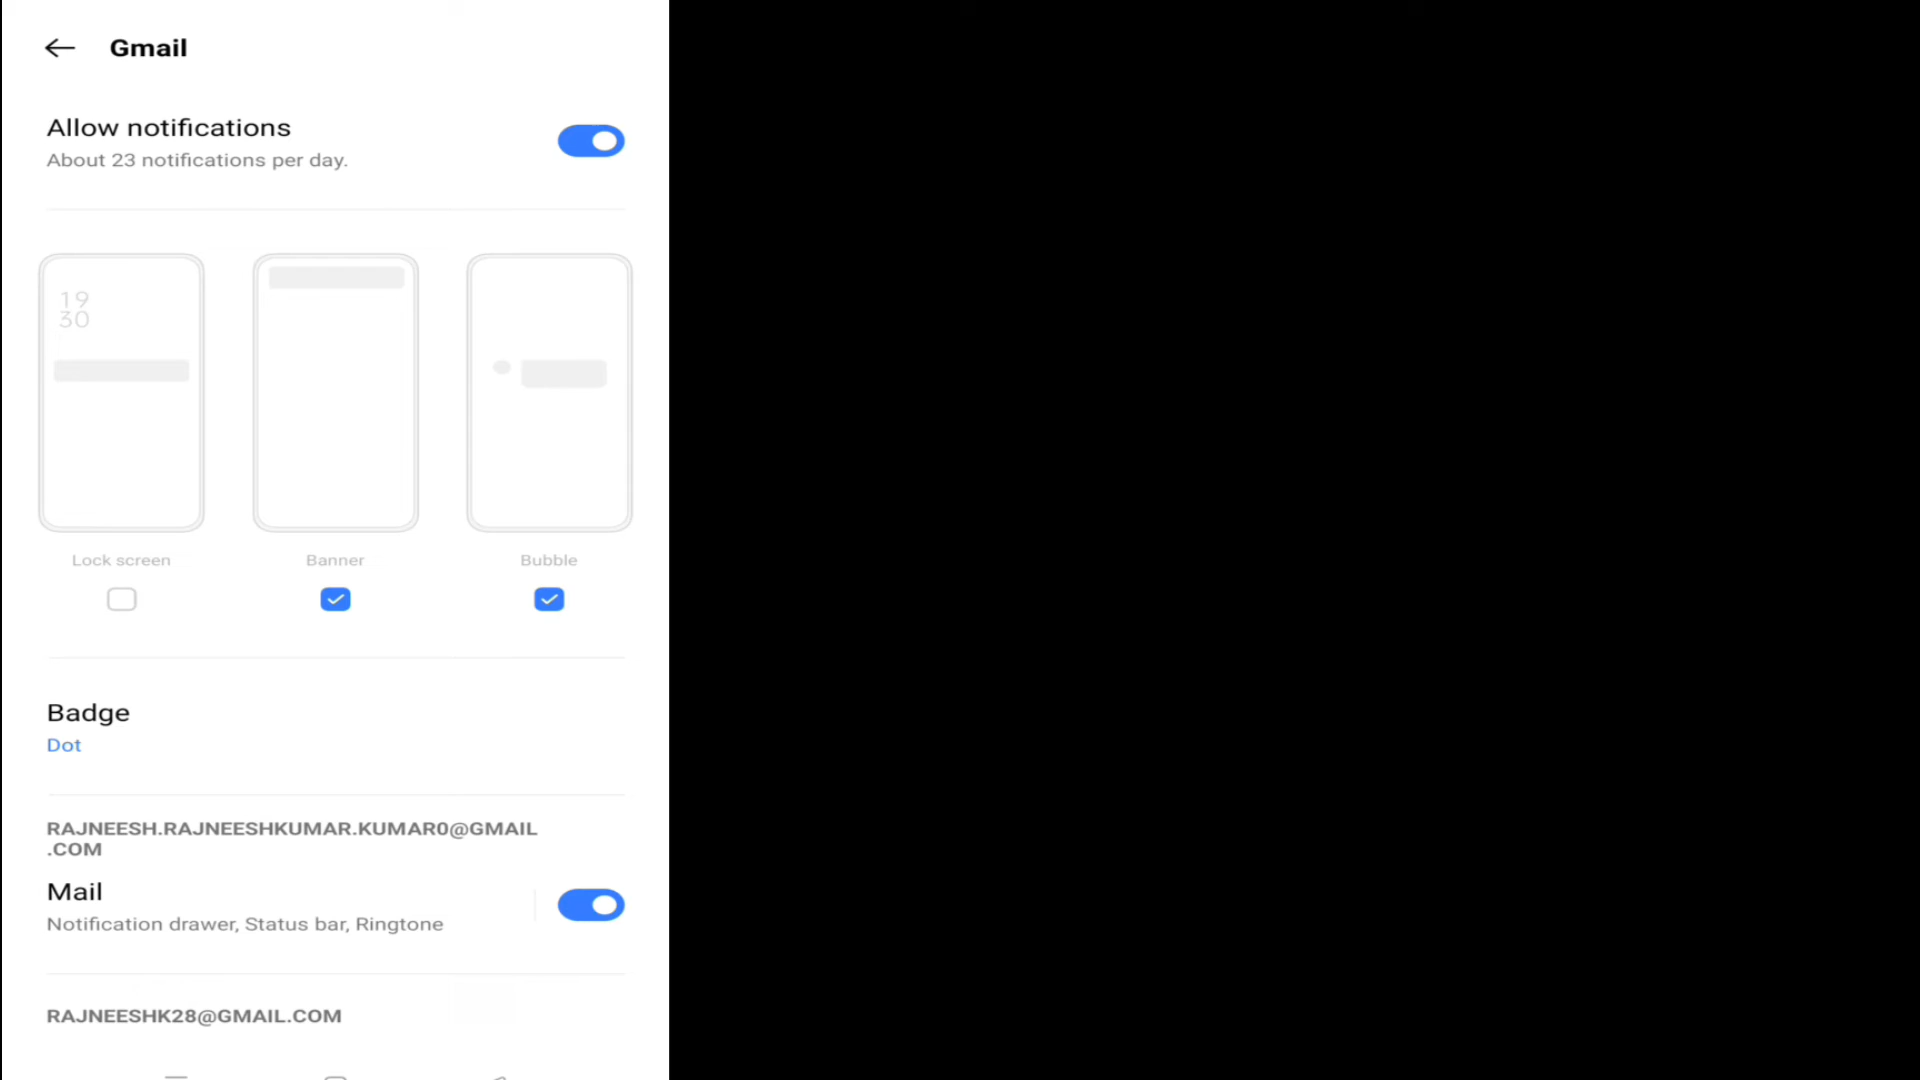 Gmail
Allow notifications
About 23 notifications per day.
19
30
Lock screen
Banner
Bubble
Badge
Dot
RAJNEESH.RAJNEESHKUMAR.KUMAR0@GMAIL
.COM
Mail
Notification drawer, Status bar, Ringtone
RAJNEESHK28@GMAIL.COM